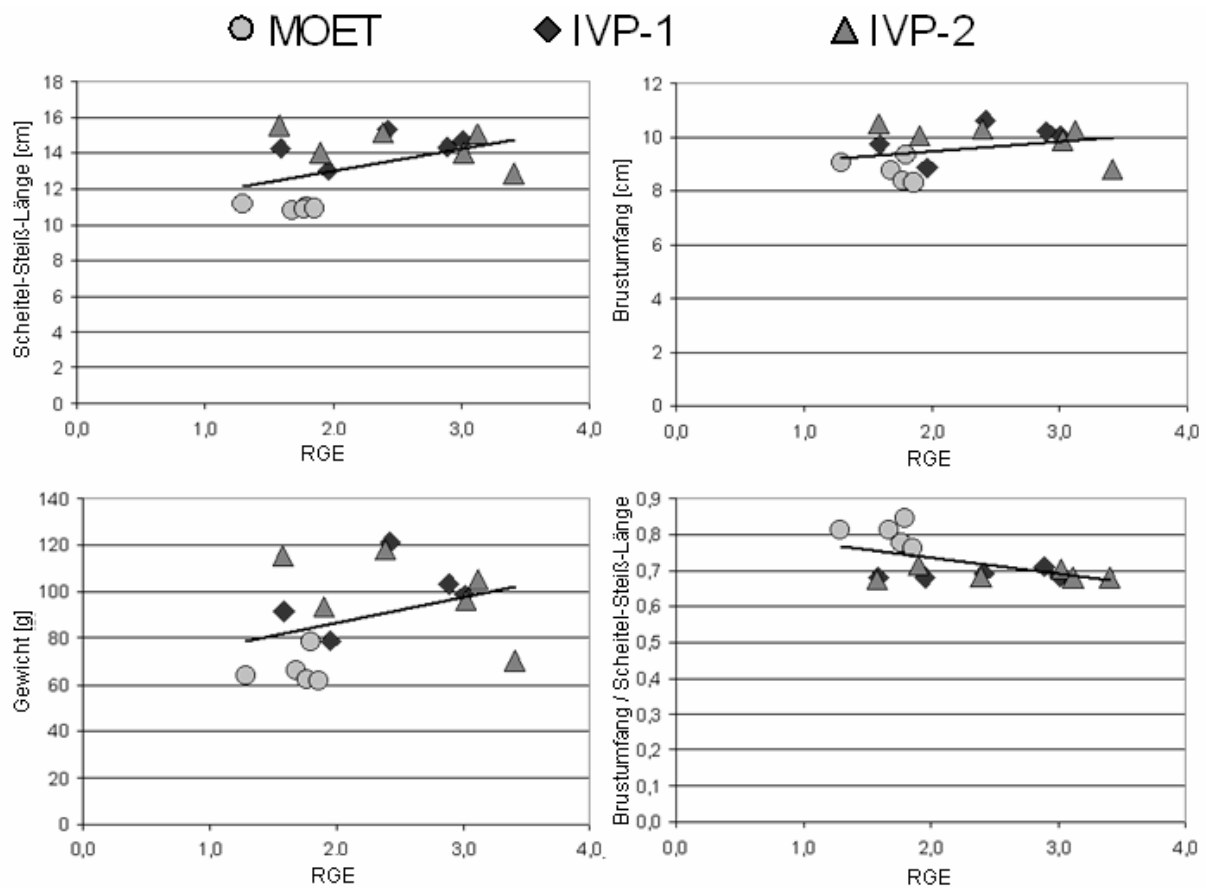 MOET IVP-1 IVP-2
Scheitel-Steiß-Länge [cm]
18
16
14
12
10
8
6
4
2
0
0,0 1,0 2,0 3,0 4,0
RGE
Brustumfang [cm]
12
10
8
6
4
2
0
0,0 1,0 2,0 3,0 4,0
RGE
Gewicht [g]
140
120
100
80
60
40
20
0
0,0 1,0 2,0 3,0 4,0
RGE
Brustumfang / Scheitel-Steiß-Länge
0,9
0,8
0,7
0,6
0,5
0,4
0,3
0,2
0,1
0,0
0,0 1,0 2,0 3,0 4,0
RGE